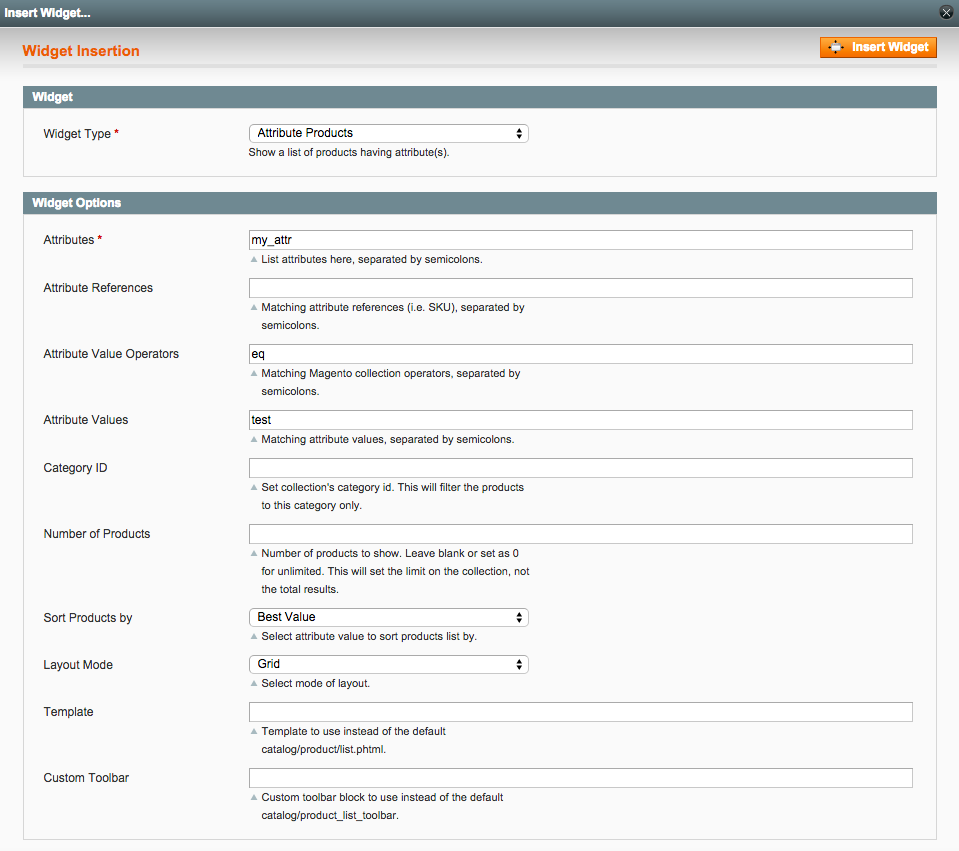 Insert Widget...
Widget Insertion
Insert Widget
Widget
Widget Type *
Attribute Products
Show a list of products having attribute(s).
Widget Options
Attributes *
my_attr
List attributes here, separated by semicolons.
Attribute References
Matching attribute references (i.e. SKU), separated by
semicolons.
Attribute Value Operators
eq
Matching Magento collection operators, separated by
semicolons.
Attribute Values
test
Matching attribute values, separated by semicolons.
Category ID
Set collection's category id. This will filter the products
to this category only.
Number of Products
Number of products to show. Leave blank or set as 0
for unlimited. This will set the limit on the collection, not
the total results.
Sort Products by
Best Value
Select attribute value to sort products list by.
Layout Mode
Grid
Select mode of layout.
Template
Template to use instead of the default
catalog/product/list.phtml.
Custom Toolbar
Custom toolbar block to use instead of the default
catalog/product_list_toolbar.